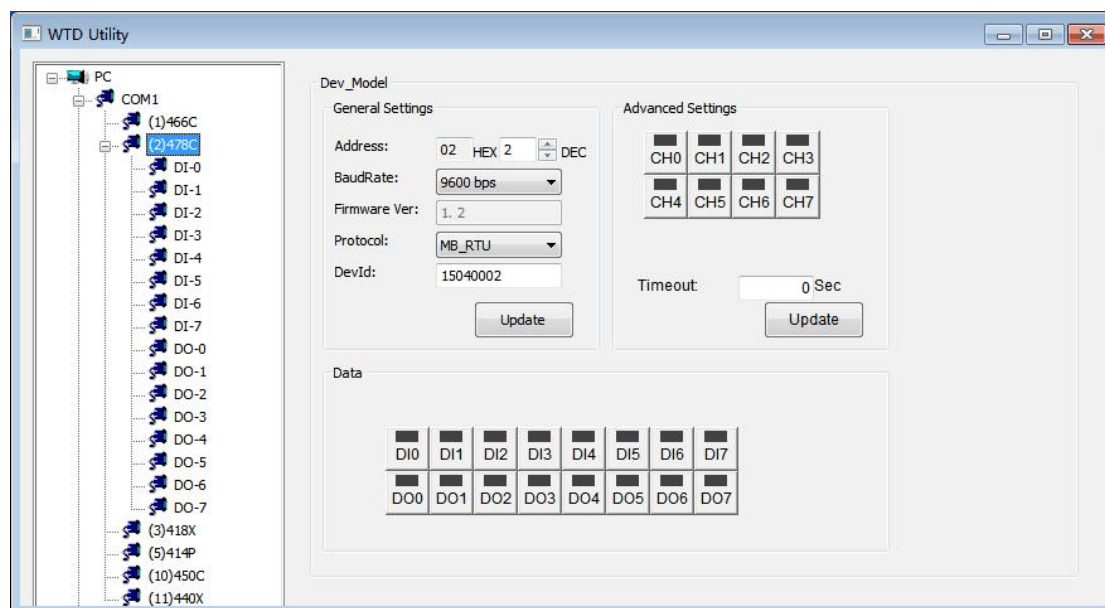 WTD Utility
PC
COM1
(1)466C
(2)478C
DI-0
DI-1
DI-2
DI-3
DI-4
DI-5
DI-6
DI-7
DO-0
DO-1
DO-2
DO-3
DO-4
DO-5
DO-6
DO-7
(3)418X
(5)414P
(10)450C
(11)440X
Dev_Model
General Settings
Address: 02 HEX 2 DEC
BaudRate: 9600 bps
Firmware Ver: 1. 2
Protocol: MB_RTU
DevId: 15040002
Update
Advanced Settings
CH0 CH1 CH2 CH3
CH4 CH5 CH6 CH7
Timeout: 0 Sec
Update
Data
DI0 DI1 DI2 DI3 DI4 DI5 DI6 DI7
DO0 DO1 DO2 DO3 DO4 DO5 DO6 DO7